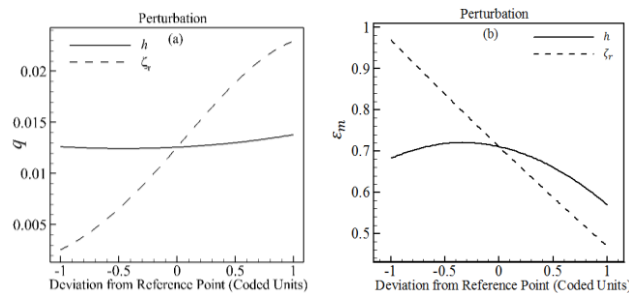 Perturbation
(a)
h
ζr
q
0.02
0.015
0.01
0.005
-1
-0.5
0
0.5
1
Deviation from Reference Point (Coded Units)
Perturbation
(b)
h
ζr
εm
1
0.9
0.8
0.7
0.6
0.5
-1
-0.5
0
0.5
1
Deviation from Reference Point (Coded Units)